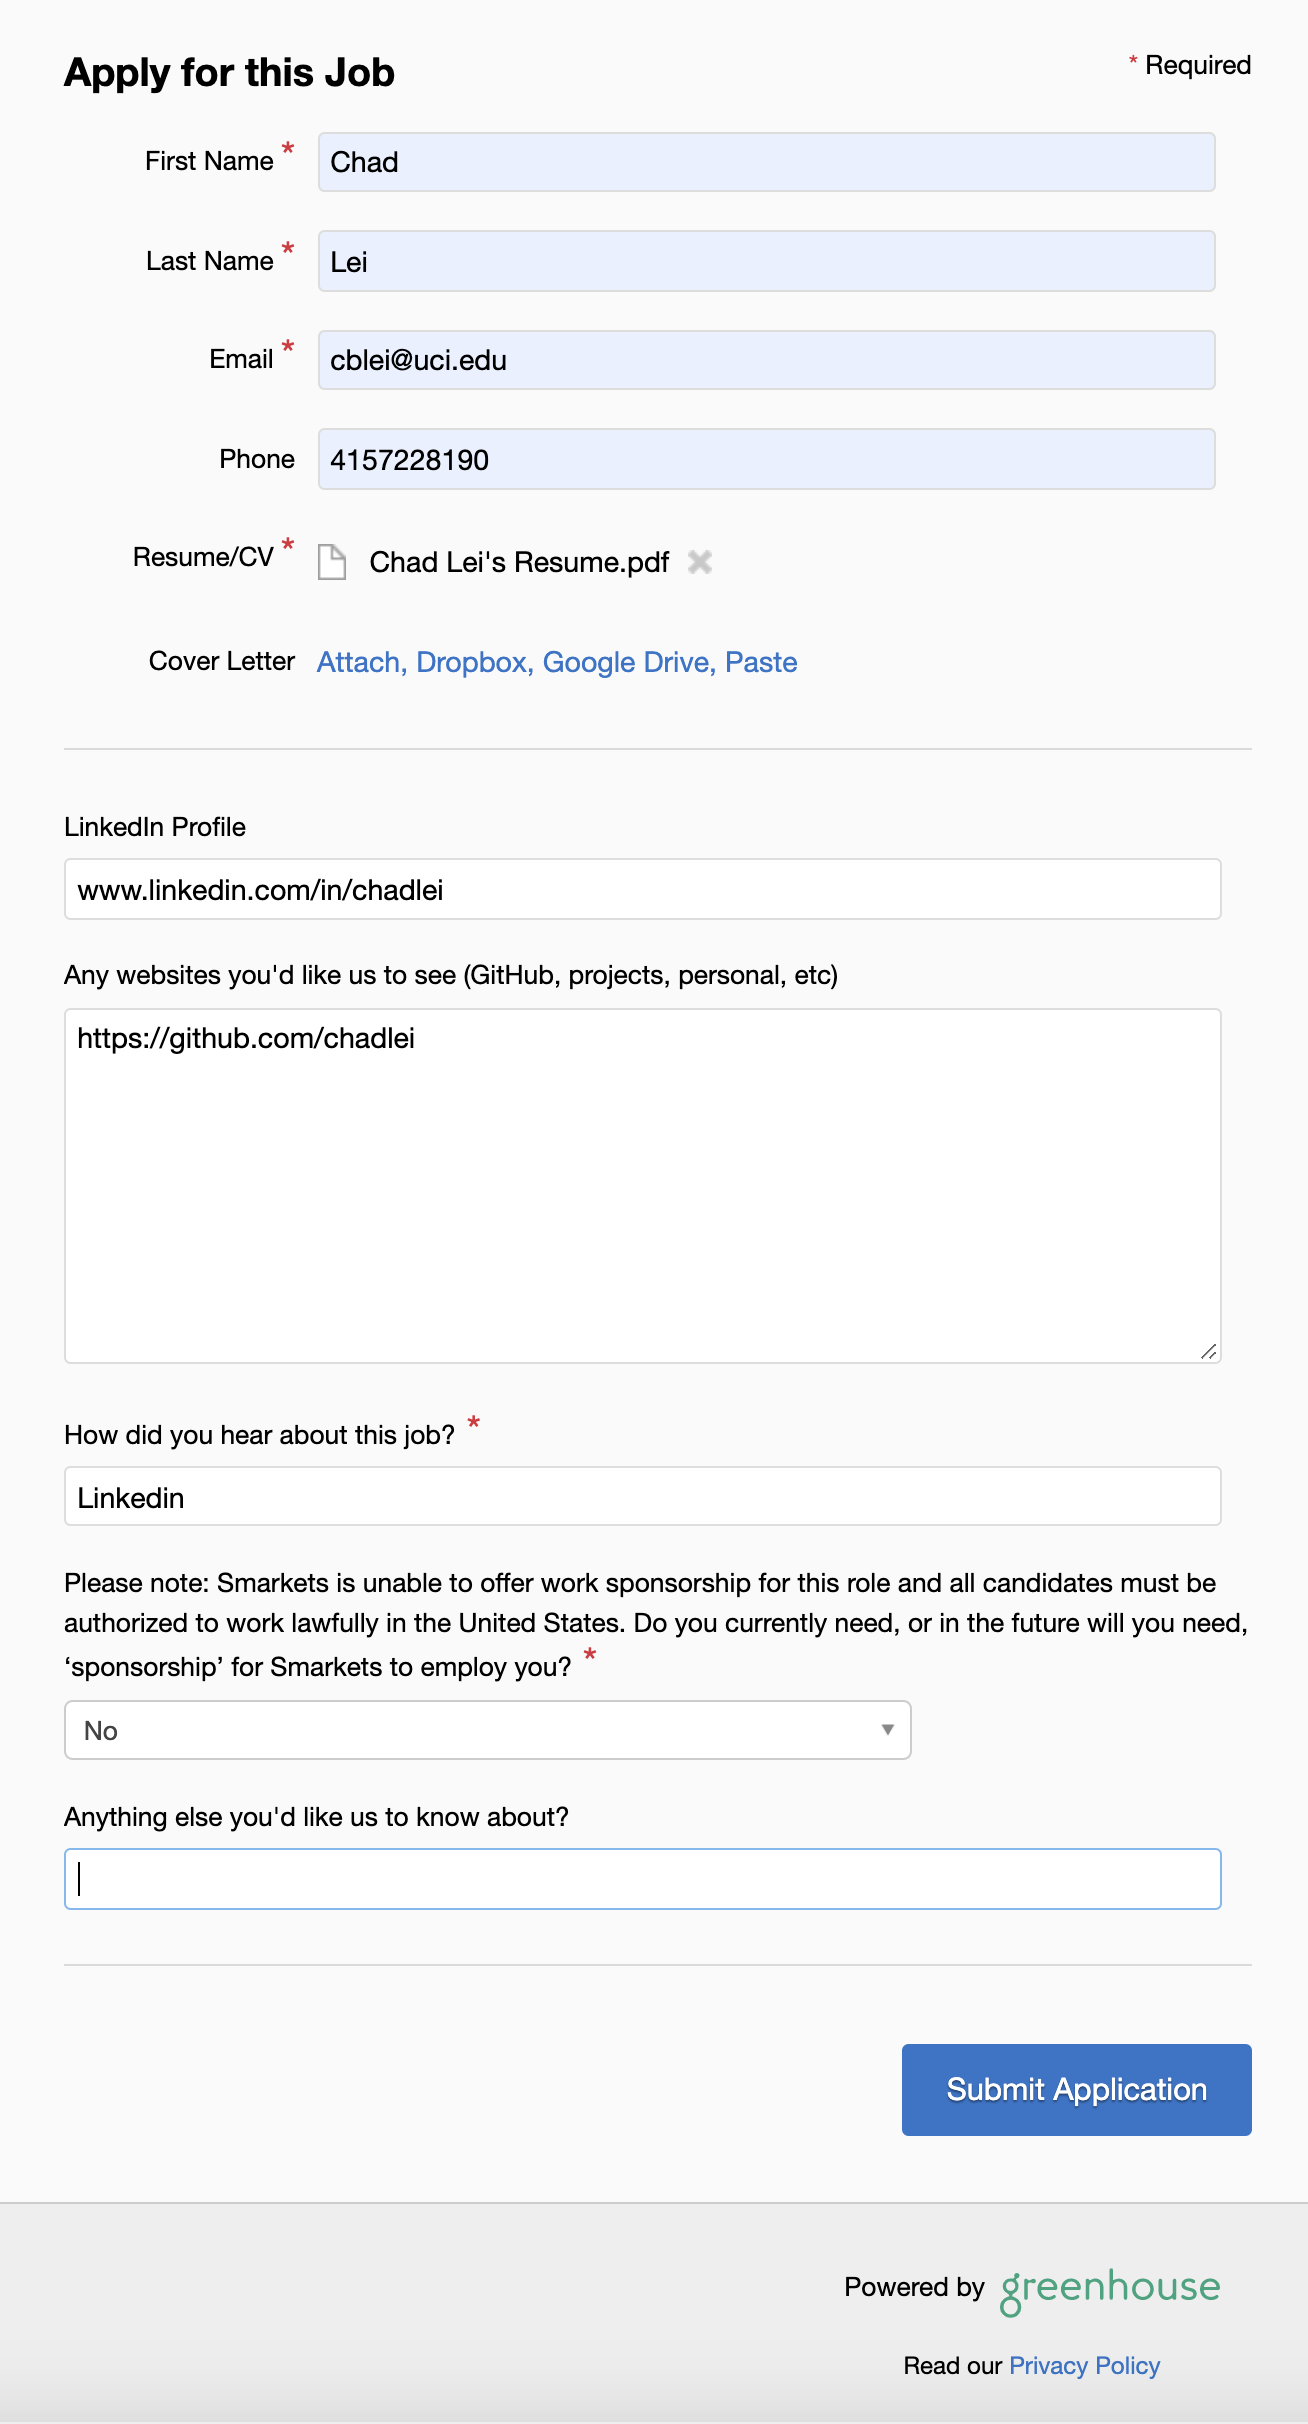 Apply for this Job
* Required
First Name *
Chad
Last Name *
Lei
Email *
cblei@uci.edu
Phone
4157228190
Resume/CV *
Chad Lei's Resume.pdf
Cover Letter
Attach, Dropbox, Google Drive, Paste
LinkedIn Profile
www.linkedin.com/in/chadlei
Any websites you'd like us to see (GitHub, projects, personal, etc)
https://github.com/chadlei
How did you hear about this job? *
Linkedin
Please note: Smarkets is unable to offer work sponsorship for this role and all candidates must be
authorized to work lawfully in the United States. Do you currently need, or in the future will you need,
‘sponsorship’ for Smarkets to employ you? *
No
Anything else you'd like us to know about?
Submit Application
Powered by greenhouse
Read our Privacy Policy